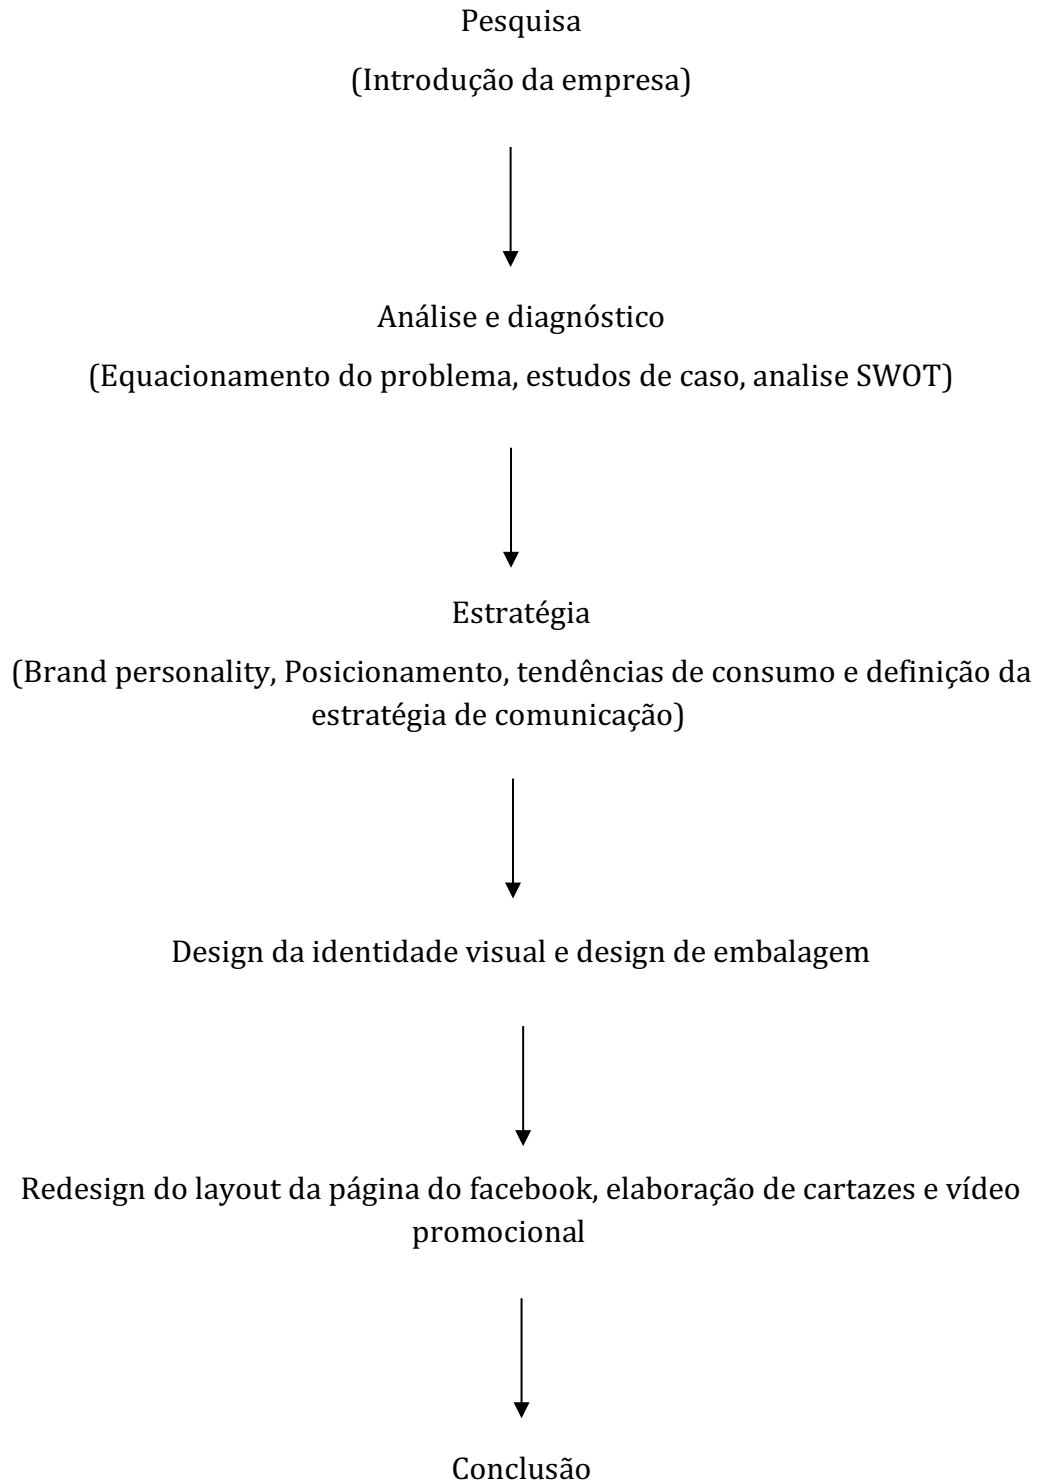 Pesquisa
(Introdução da empresa)
Análise e diagnóstico
(Equacionamento do problema, estudos de caso, analise SWOT)
Estratégia
(Brand personality, Posicionamento, tendências de consumo e definição da
estratégia de comunicação)
Design da identidade visual e design de embalagem
Redesign do layout da página do facebook, elaboração de cartazes e vídeo
promocional
Conclusão